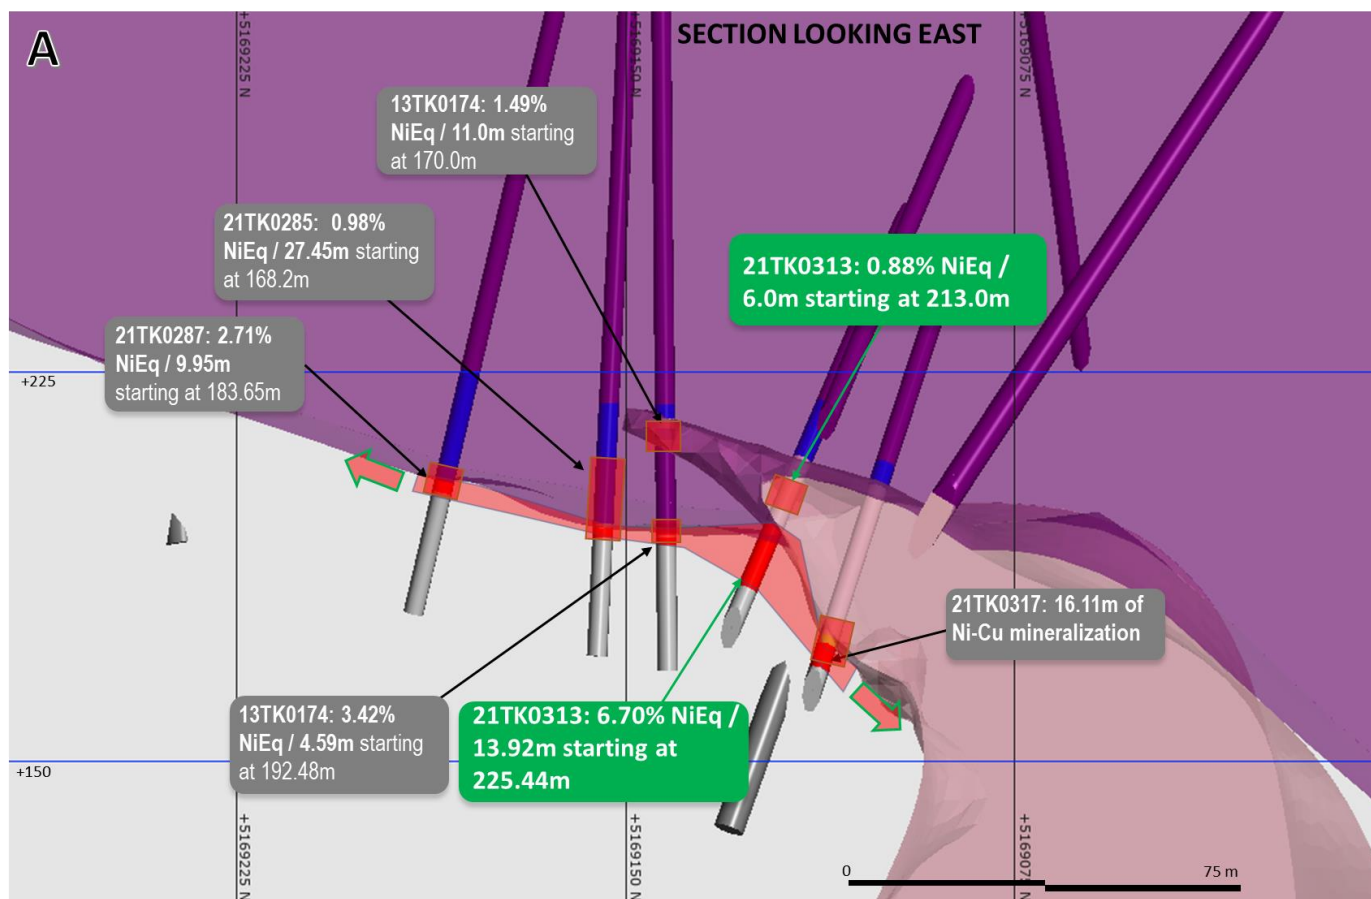 A
SECTION LOOKING EAST
+5169225 N
+5169150 N
+5169075 N
13TK0174: 1.49%
NiEq / 11.0m starting
at 170.0m
21TK0285: 0.98%
NiEq / 27.45m starting
at 168.2m
21TK0313: 0.88% NiEq /
6.0m starting at 213.0m
21TK0287: 2.71%
NiEq / 9.95m
starting at 183.65m
+225
21TK0317: 16.11m of
Ni-Cu mineralization
13TK0174: 3.42%
NiEq / 4.59m starting
at 192.48m
21TK0313: 6.70% NiEq /
13.92m starting at
225.44m
+150
+5169225 N
+5169150 N
+5169075 N
0
75 m